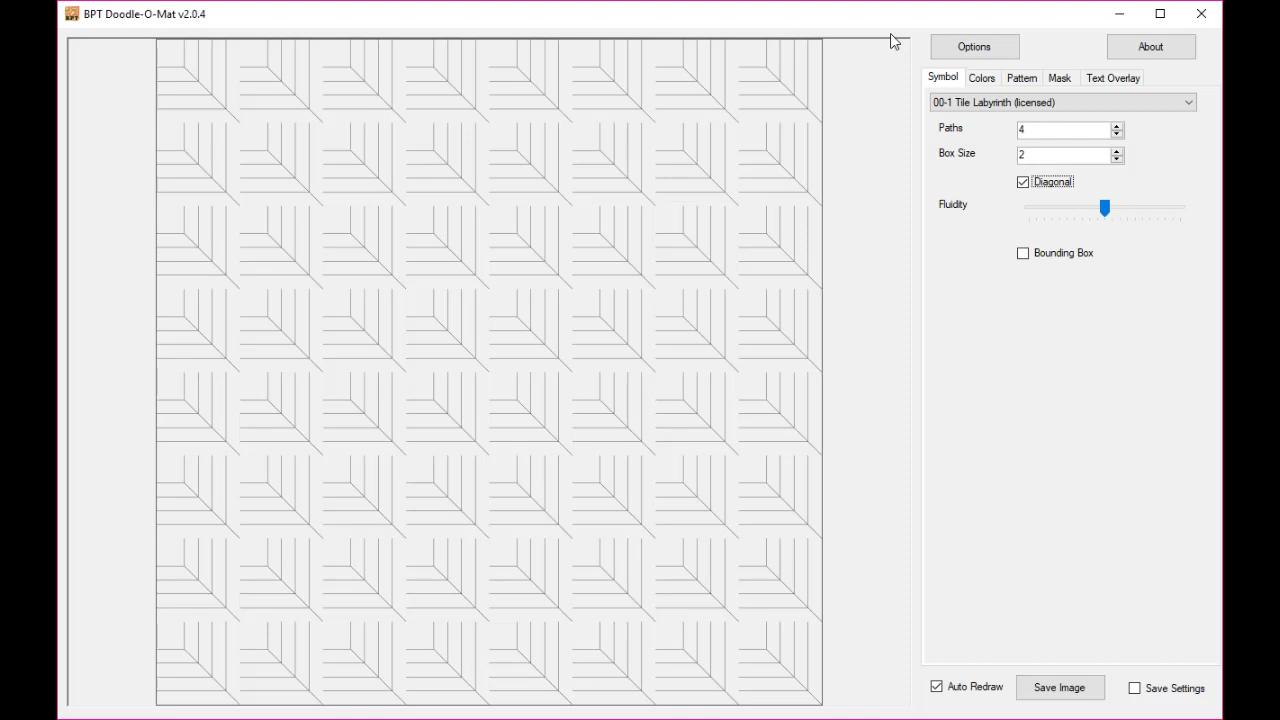 BPT Doodle-O-Mat v2.0.4
Options
About
Symbol Colors Pattern Mask Text Overlay
00-1 Tile Labyrinth (licensed)
Paths 4
Box Size 2
Diagonal
Fluidity
Bounding Box
Auto Redraw Save Image Save Settings